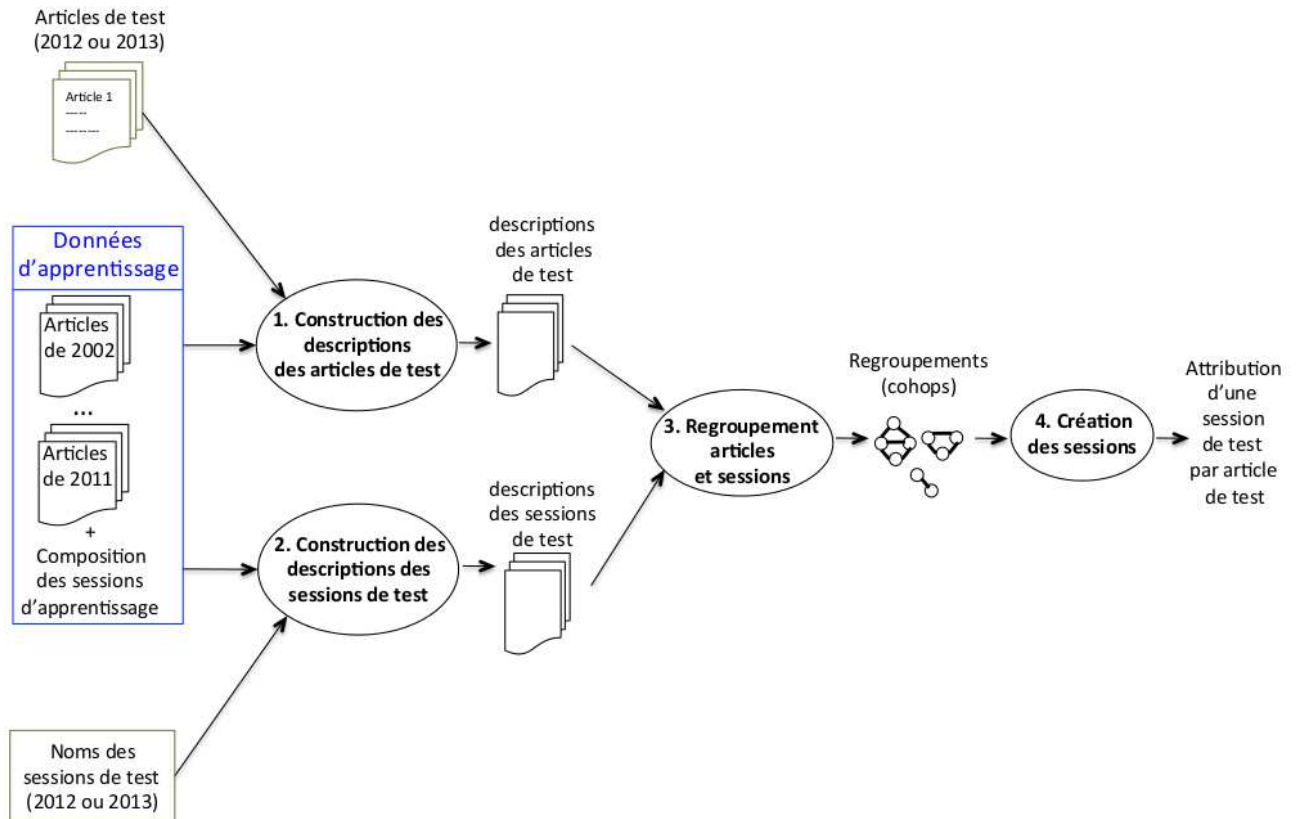 Articles de test
(2012 ou 2013)
Article 1
-----
---------
Données
d’apprentissage
Articles
de 2002
...
Articles
de 2011
+
Composition
des sessions
d’apprentissage
Noms des
sessions de test
(2012 ou 2013)
1. Construction des
descriptions
des articles de test
2. Construction des
descriptions des
sessions de test
descriptions
des articles
de test
descriptions
des sessions
de test
3. Regroupement
articles
et sessions
Regroupements
(cohops)
4. Création
des sessions
Attribution
d’une
session
de test
par article
de test